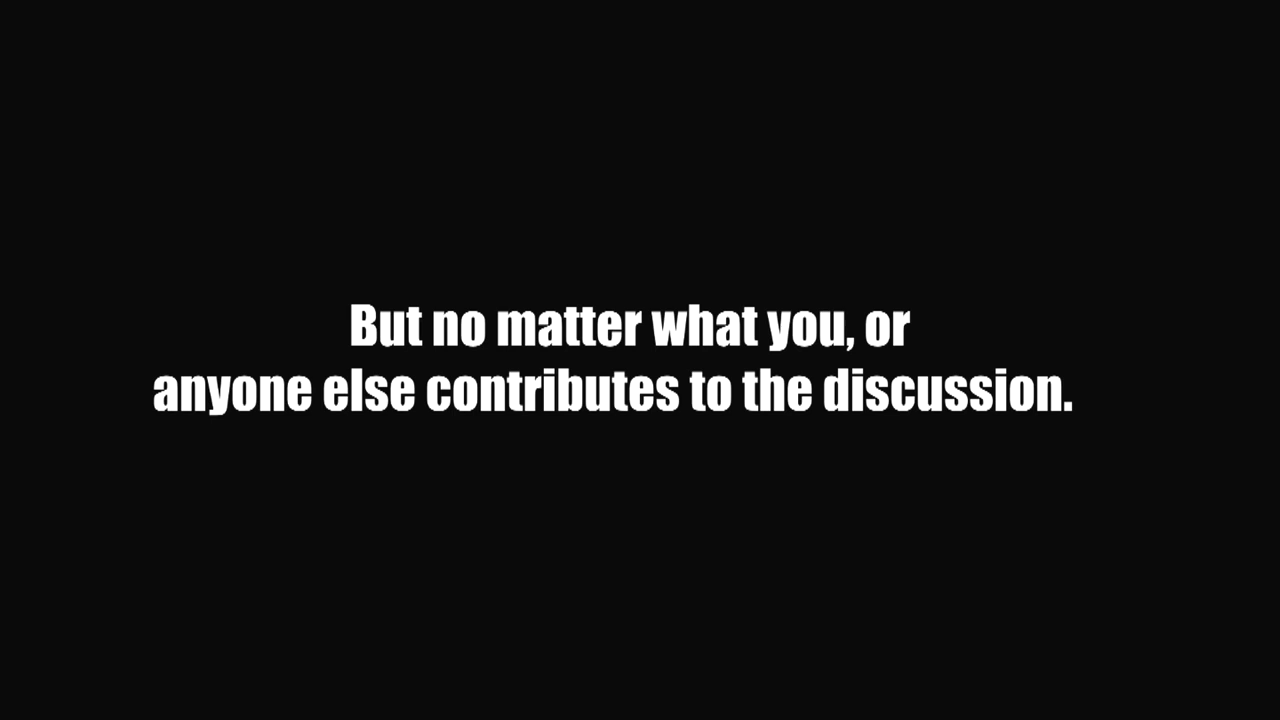 But no matter what you, or
anyone else contributes to the discussion.